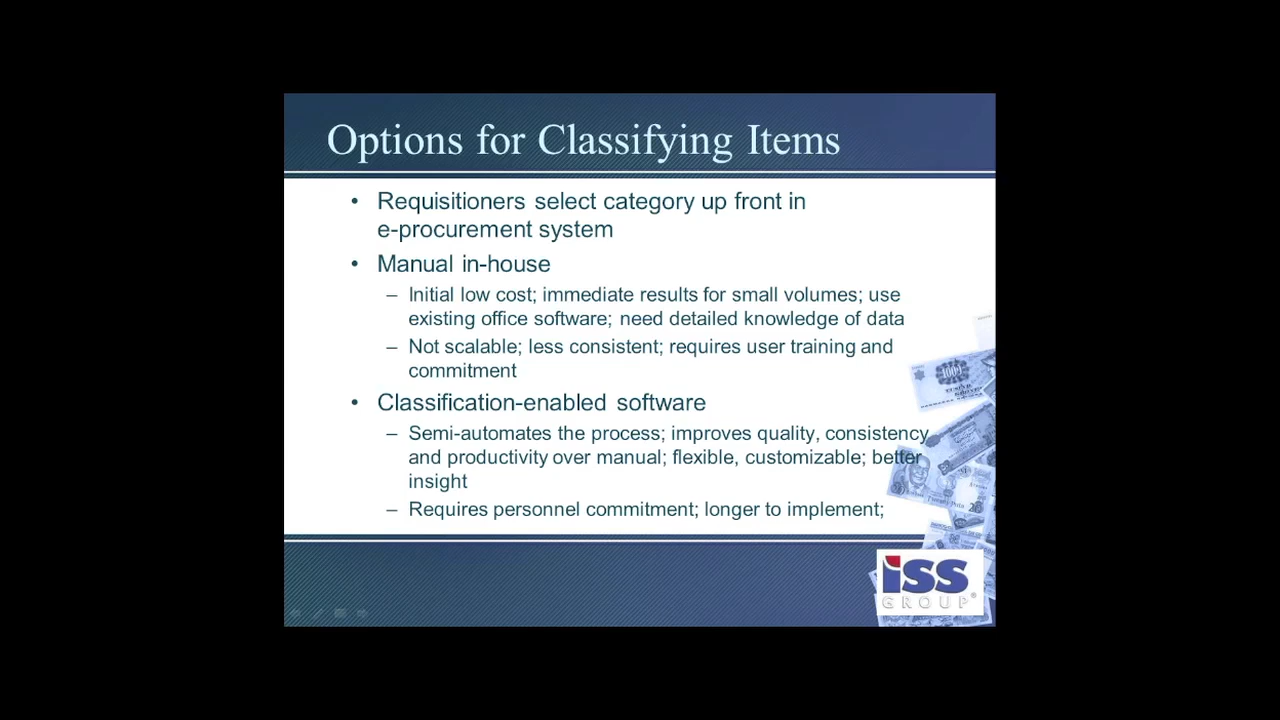 Options for Classifying Items
• Requisitioners select category up front in
e-procurement system
• Manual in-house
– Initial low cost; immediate results for small volumes; use
existing office software; need detailed knowledge of data
– Not scalable; less consistent; requires user training and
commitment
• Classification-enabled software
– Semi-automates the process; improves quality, consistency
and productivity over manual; flexible, customizable; better
insight
– Requires personnel commitment; longer to implement;
iSS
GROUP®